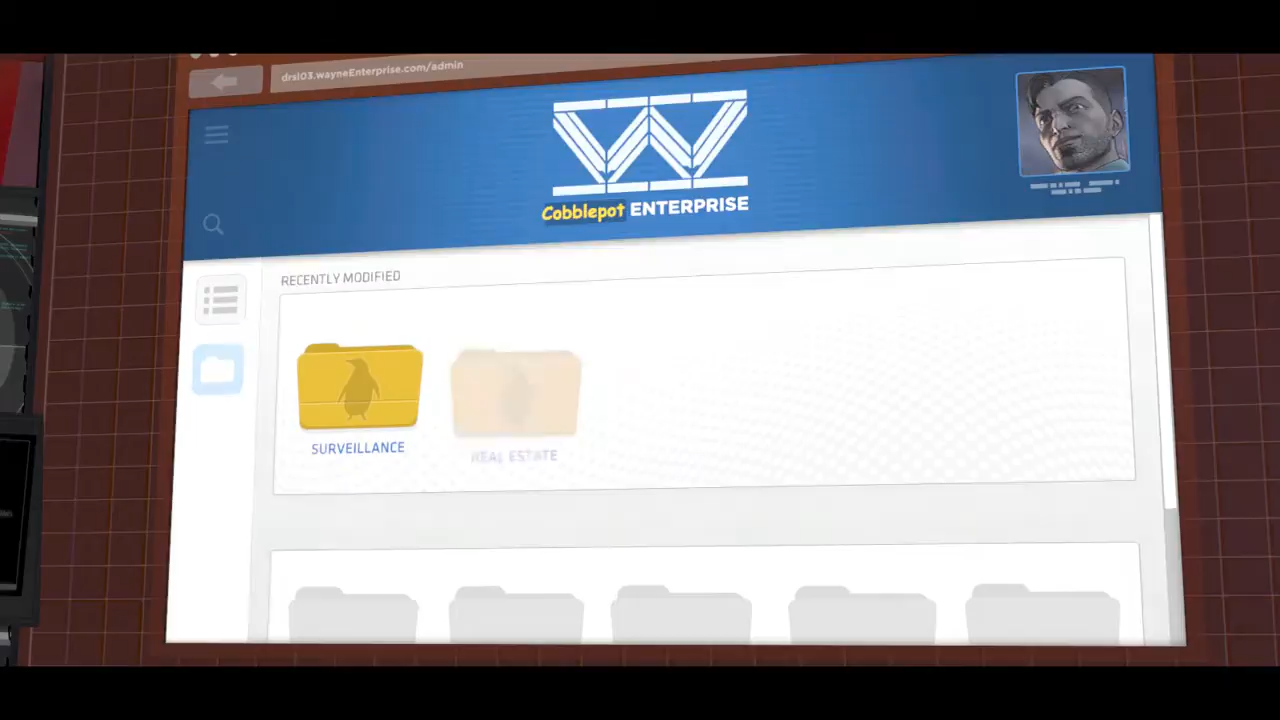 drsl03.wayneEnterprise.com/admin
Cobblepot ENTERPRISE
RECENTLY MODIFIED
SURVEILLANCE
REAL ESTATE